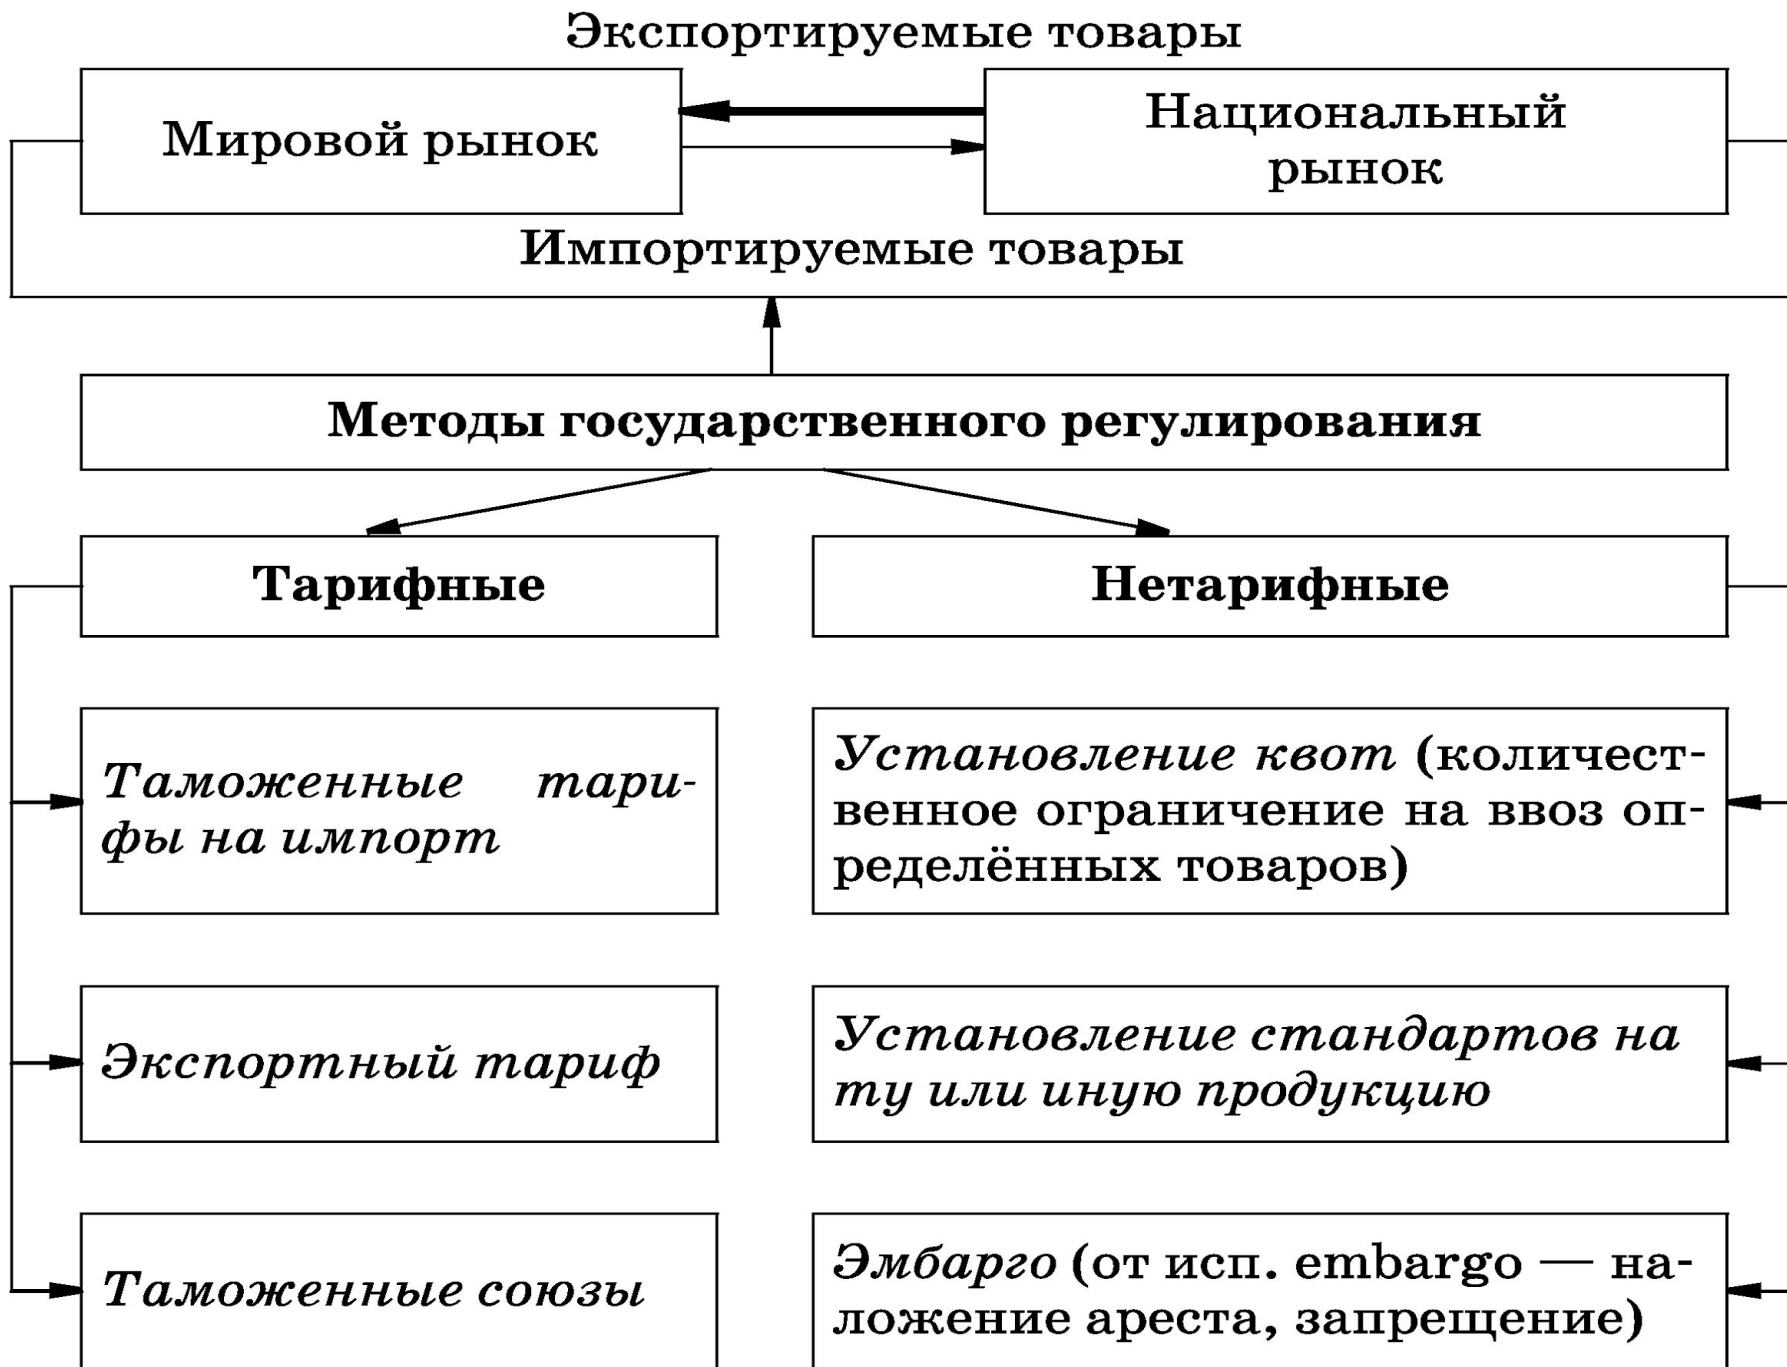 Экспортируемые товары
Мировой рынок
Национальный
рынок
Импортируемые товары
Методы государственного регулирования
Тарифные
Нетарифные
Таможенные тари-
фы на импорт
Установление квот (количест-
венное ограничение на ввоз оп-
ределённых товаров)
Экспортный тариф
Установление стандартов на
ту или иную продукцию
Таможенные союзы
Эмбарго (от исп. embargo — на-
ложение ареста, запрещение)